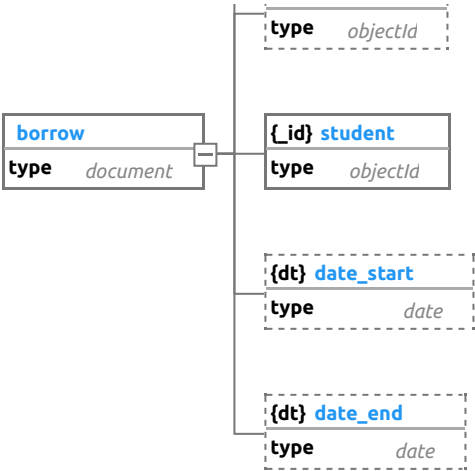 type objectId
borrow
type document
{_id} student
type objectId
{dt} date_start
type date
{dt} date_end
type date